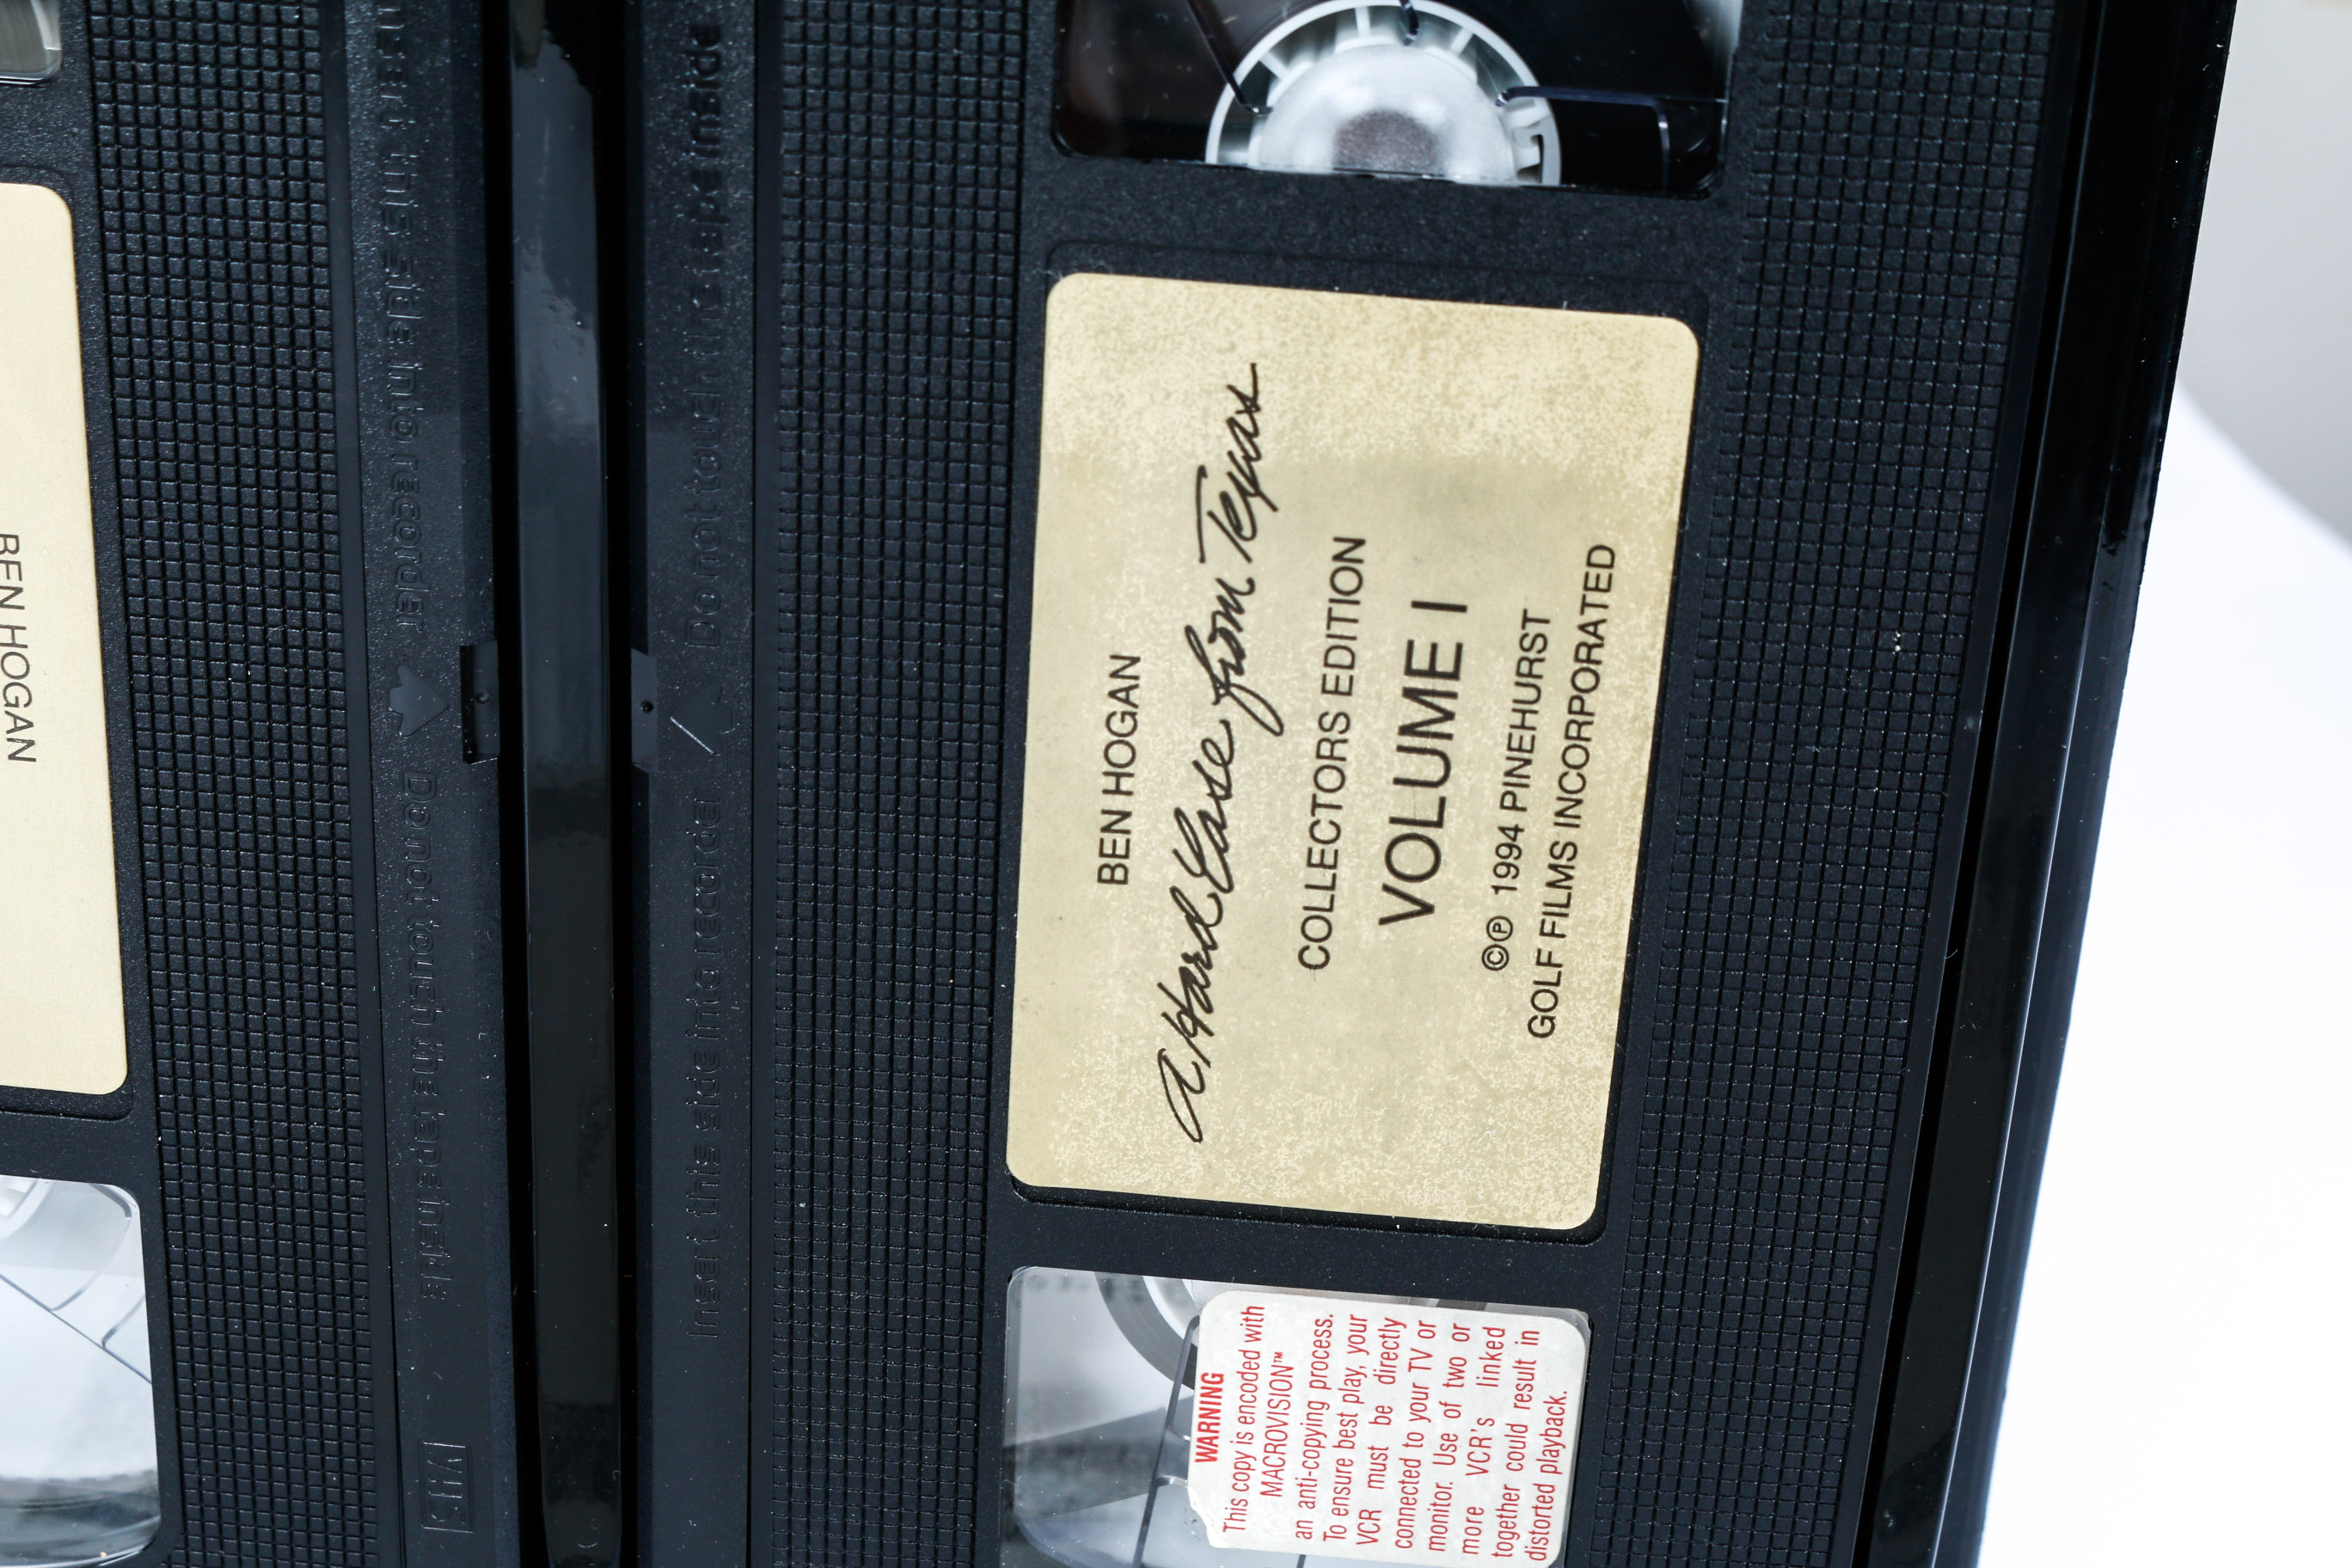 BEN HOGAN
A Hard Case from Texas
COLLECTORS EDITION
VOLUME I
©℗ 1994 PINEHURST
GOLF FILMS INCORPORATED
WARNING
This copy is encoded with
MACROVISION™
an anti-copying process.
To ensure best play, your
VCR must be directly
connected to your TV or
monitor. Use of two or
more VCR's linked
together could result in
distorted playback.
Insert this side into recorder Do not touch the tape inside
Insert this side into recorder Do not touch the tape inside
VHS
BEN HOGAN